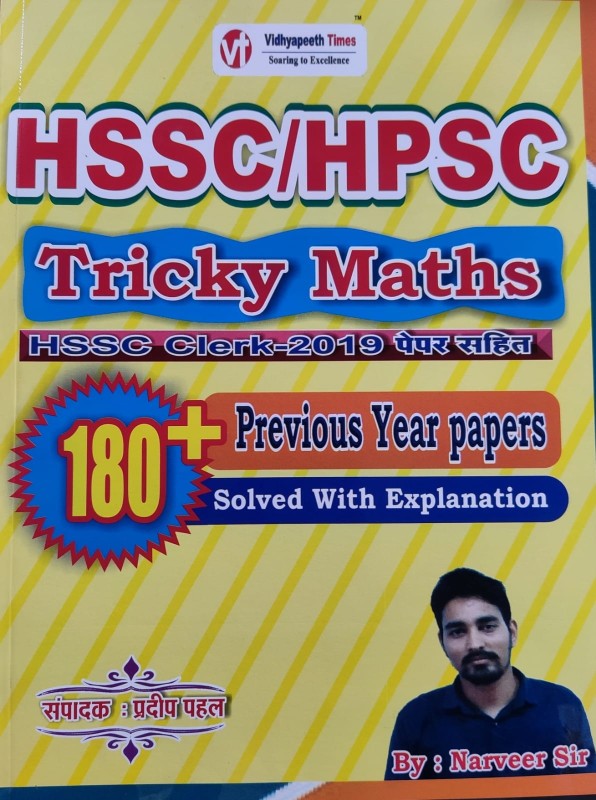 TM
vt Vidhyapeeth Times
Soaring to Excellence
HSSC/HPSC
Tricky Maths
HSSC Clerk-2019 पेपर सहित
180+ Previous Year papers
Solved With Explanation
संपादक : प्रदीप पहल
By : Narveer Sir